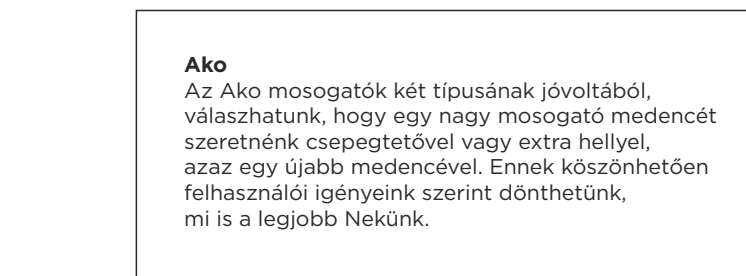 Ako
Az Ako mosogatók két típusának jóvoltából,
válaszhatunk, hogy egy nagy mosogató medencét
szeretnénk csepegtetővel vagy extra hellyel,
azaz egy újabb medencével. Ennek köszönhetően
felhasználói igényeink szerint dönthetünk,
mi is a legjobb Nekünk.